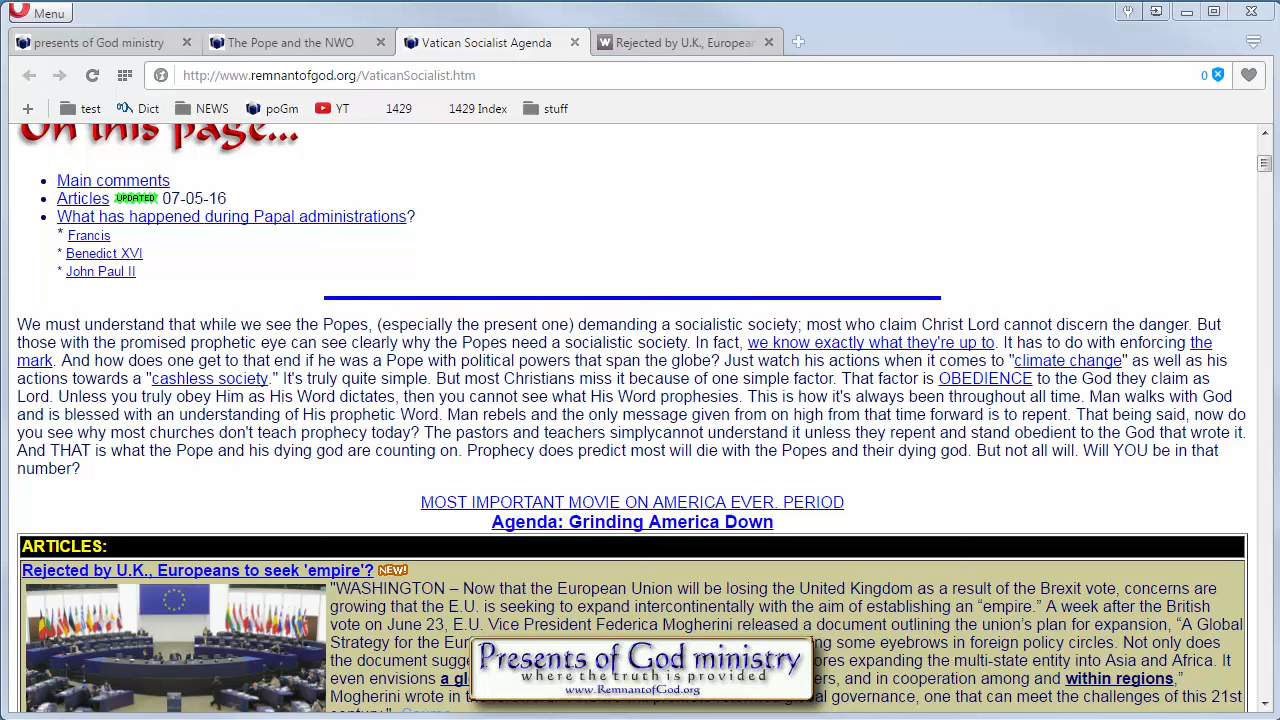 Menu
presents of God ministry
The Pope and the NWO
Vatican Socialist Agenda
Rejected by U.K., European
http://www.remnantofgod.org/VaticanSocialist.htm
0
test
Dict
NEWS
poGm
YT
1429
1429 Index
stuff
On this page...
Main comments
Articles UPDATED 07-05-16
What has happened during Papal administrations?
* Francis
* Benedict XVI
* John Paul II
We must understand that while we see the Popes, (especially the present one) demanding a socialistic society; most who claim Christ Lord cannot discern the danger. But
those with the promised prophetic eye can see clearly why the Popes need a socialistic society. In fact, we know exactly what they're up to. It has to do with enforcing the
mark. And how does one get to that end if he was a Pope with political powers that span the globe? Just watch his actions when it comes to "climate change" as well as his
actions towards a "cashless society." It's truly quite simple. But most Christians miss it because of one simple factor. That factor is OBEDIENCE to the God they claim as
Lord. Unless you truly obey Him as His Word dictates, then you cannot see what His Word prophesies. This is how it's always been throughout all time. Man walks with God
and is blessed with an understanding of His prophetic Word. Man rebels and the only message given from on high from that time forward is to repent. That being said, now do
you see why most churches don't teach prophecy today? The pastors and teachers simplycannot understand it unless they repent and stand obedient to the God that wrote it.
And THAT is what the Pope and his dying god are counting on. Prophecy does predict most will die with the Popes and their dying god. But not all will. Will YOU be in that
number?
MOST IMPORTANT MOVIE ON AMERICA EVER. PERIOD
Agenda: Grinding America Down
ARTICLES:
Rejected by U.K., Europeans to seek 'empire'? NEW!
"WASHINGTON – Now that the European Union will be losing the United Kingdom as a result of the Brexit vote, concerns are
growing that the E.U. is seeking to expand intercontinentally with the aim of establishing an “empire.” A week after the British
vote on June 23, E.U. Vice President Federica Mogherini released a document outlining the union’s plan for expansion, “A Global
Strategy for the Eur ng some eyebrows in foreign policy circles. Not only does
the document sugge ores expanding the multi-state entity into Asia and Africa. It
even envisions a gl ers, and in cooperation among and within regions,”
Mogherini wrote in t global governance, one that can meet the challenges of this 21st
century." Source
Presents of God ministry
where the truth is provided
www.RemnantofGod.org